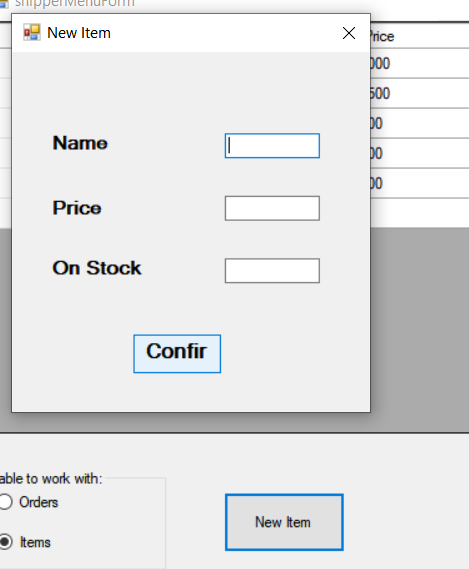 shipperMenuForm
New Item
Price
000
500
00
00
00
Name
Price
On Stock
Confir
able to work with:
Orders
Items
New Item